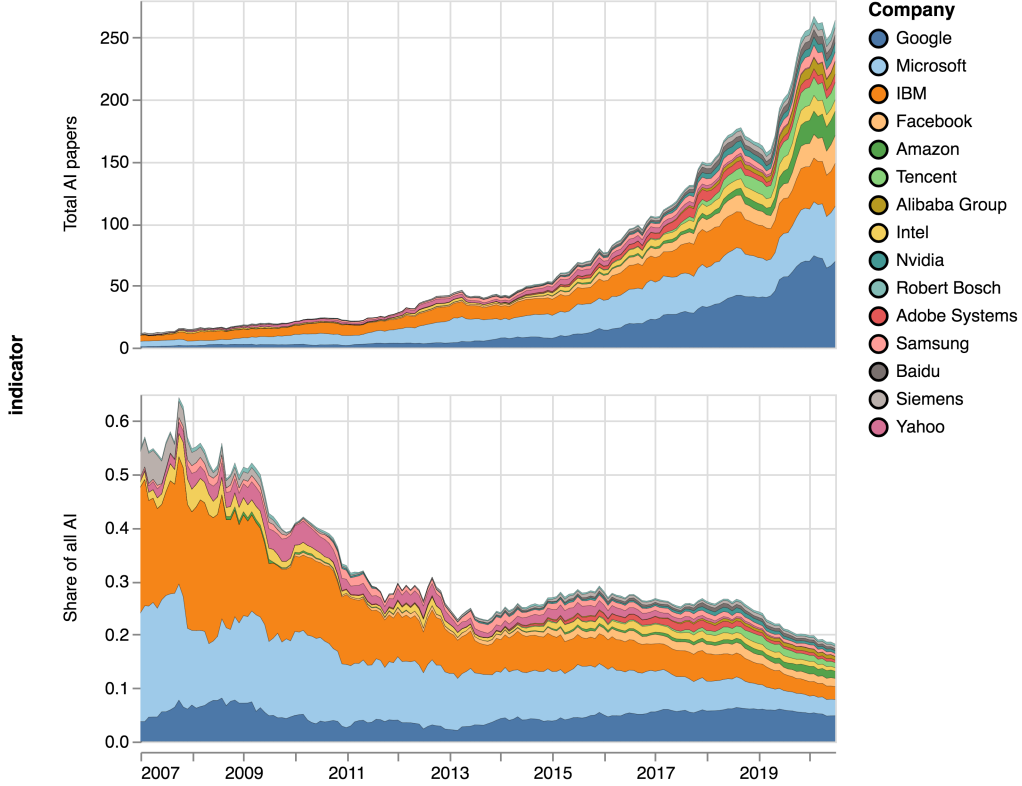 indicator
Total AI papers
250
200
150
100
50
0
Share of all AI
0.6
0.5
0.4
0.3
0.2
0.1
0.0
2007 2009 2011 2013 2015 2017 2019
Company
Google
Microsoft
IBM
Facebook
Amazon
Tencent
Alibaba Group
Intel
Nvidia
Robert Bosch
Adobe Systems
Samsung
Baidu
Siemens
Yahoo